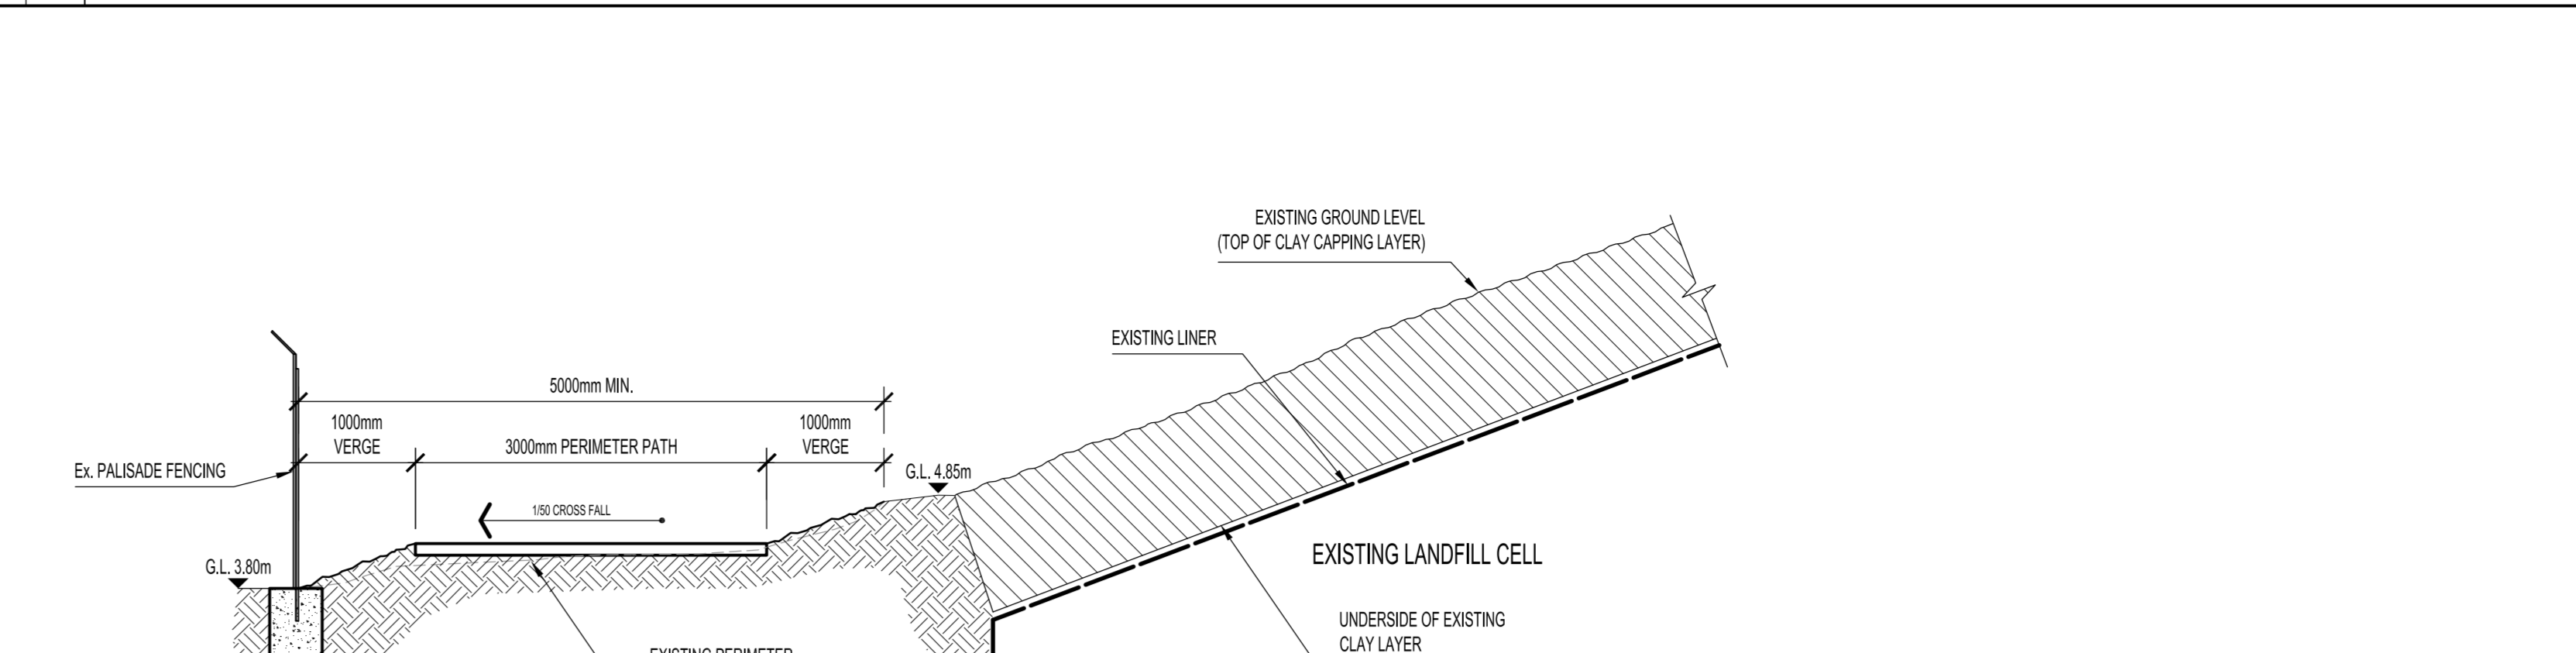 EXISTING GROUND LEVEL
(TOP OF CLAY CAPPING LAYER)
EXISTING LINER
5000mm MIN.
1000mm
VERGE
3000mm PERIMETER PATH
1000mm
VERGE
Ex. PALISADE FENCING
G.L. 4.85m
1/50 CROSS FALL
G.L. 3.80m
EXISTING LANDFILL CELL
UNDERSIDE OF EXISTING
CLAY LAYER
EXISTING PERIMETER